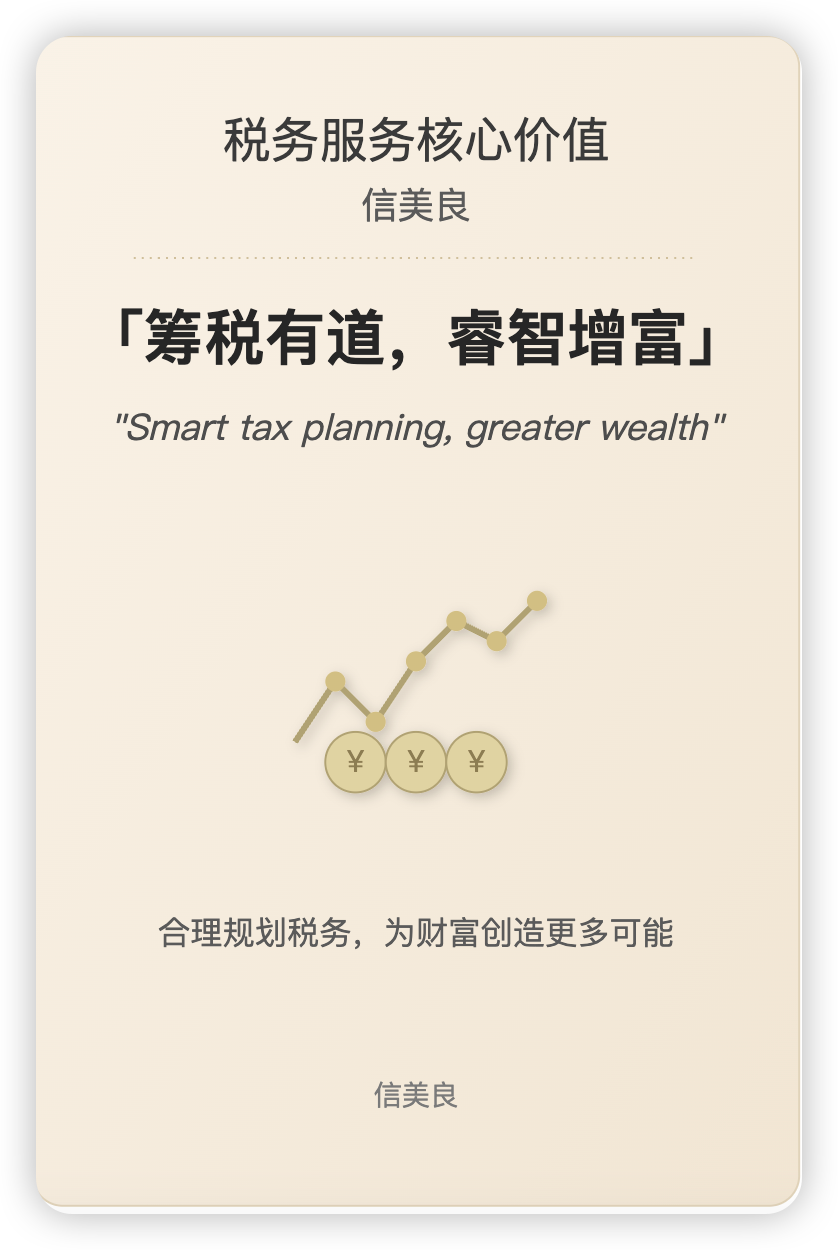 税务服务核心价值
信美良
「筹税有道，睿智增富」
"Smart tax planning, greater wealth"
¥ ¥ ¥
合理规划税务，为财富创造更多可能
信美良